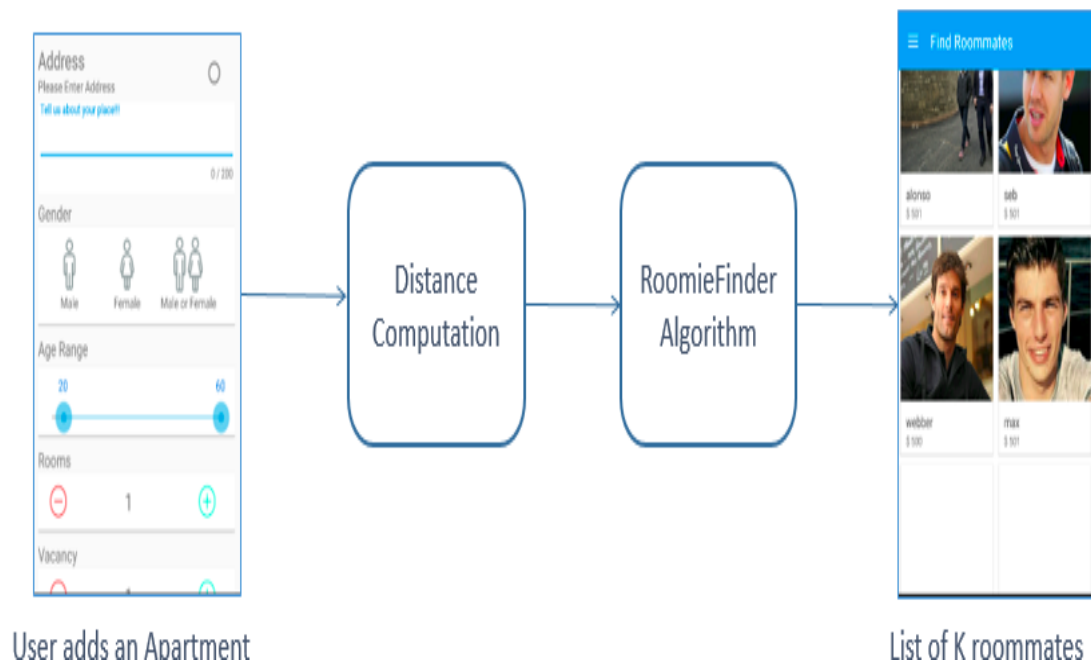 Address
Please Enter Address
Tell us about your place!!!
0 / 200
Gender
Male
Female
Male or Female
Age Range
20
60
Rooms
1
Vacancy
User adds an Apartment
Distance
Computation
RoomieFinder
Algorithm
Find Roommates
alonso
$ 501
seb
$ 501
webber
$ 500
max
$ 501
List of K roommates